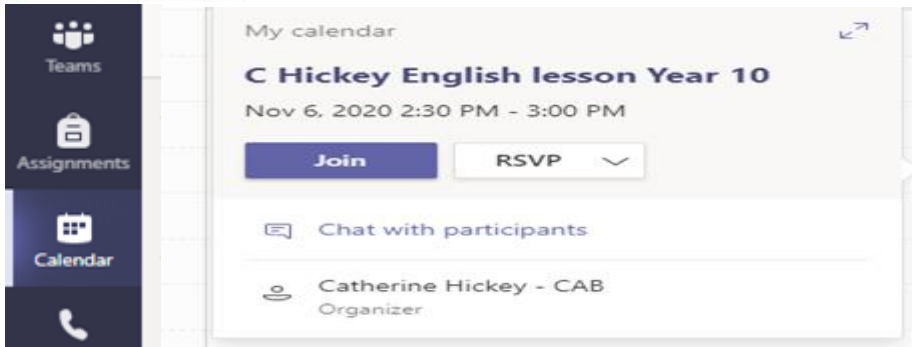 Teams
Assignments
Calendar
My calendar
C Hickey English lesson Year 10
Nov 6, 2020 2:30 PM - 3:00 PM
Join RSVP
Chat with participants
Catherine Hickey - CAB
Organizer